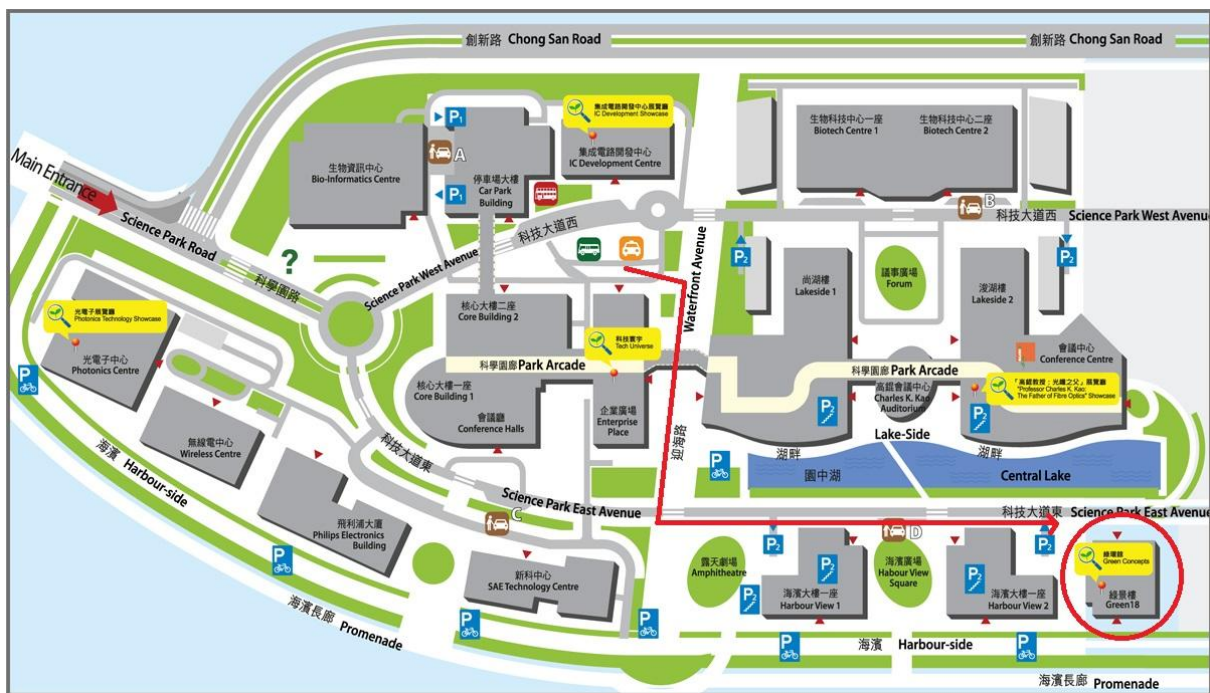 創新路 Chong San Road
創新路 Chong San Road
Main Entrance
Science Park Road
科學園路
?
生物資訊中心
Bio-Informatics Centre
P1
A
停車場大樓
Car Park
Building
P1
集成電路開發中心展覽廳
IC Development Showcase
集成電路開發中心
IC Development Centre
生物科技中心一座
Biotech Centre 1
生物科技中心二座
Biotech Centre 2
B
科技大道西
Science Park West Avenue
科技大道西 Science Park West Avenue
Waterfront Avenue
迎海路
P2
P2
尚湖樓
Lakeside 1
議事廣場
Forum
浚湖樓
Lakeside 2
會議中心
Conference Centre
光電子展覽廳
Photonics Technology Showcase
光電子中心
Photonics Centre
核心大樓二座
Core Building 2
科技寰宇
Tech Universe
科學園廊 Park Arcade
科學園廊 Park Arcade
核心大樓一座
Core Building 1
會議廳
Conference Halls
企業廣場
Enterprise
Place
高錕會議中心
Charles K. Kao
Auditorium
「高錕教授：光纖之父」展覽廳
"Professor Charles K. Kao:
The Father of Fibre Optics" Showcase
P2
P2
Lake-Side
湖畔
湖畔
園中湖
Central Lake
P
P
無線電中心
Wireless Centre
科技大道東
Science Park East Avenue
科技大道東 Science Park East Avenue
飛利浦大廈
Philips Electronics
Building
C
新科中心
SAE Technology Centre
海濱 Harbour-side
P
P
P
海濱長廊 Promenade
露天劇場
Amphitheatre
P2
P2
P2
海濱大樓一座
Harbour View 1
D
海濱廣場
Habour View
Square
P2
P2
海濱大樓一座
Harbour View 2
綠環館
Green Concepts
綠景樓
Green18
P
P
海濱 Harbour-side
海濱長廊 Promenade